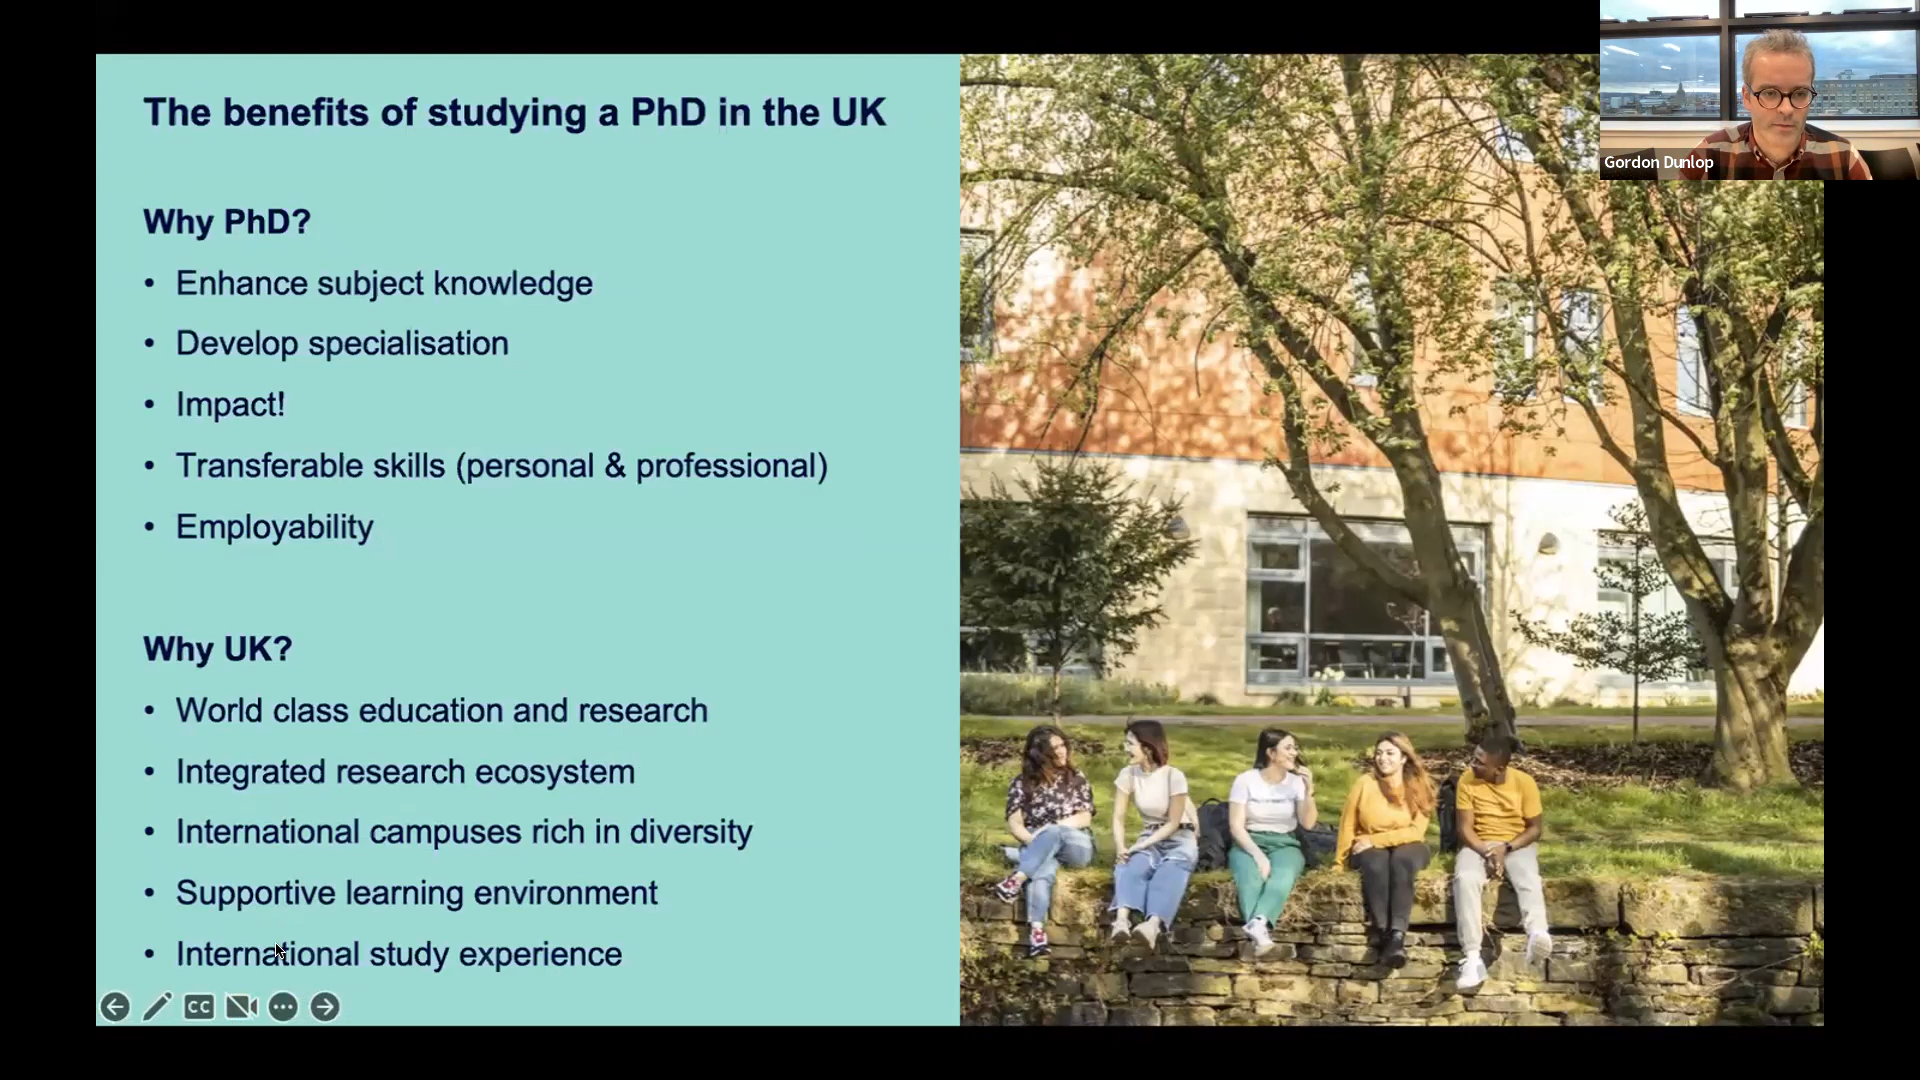 The benefits of studying a PhD in the UK
Why PhD?
• Enhance subject knowledge
• Develop specialisation
• Impact!
• Transferable skills (personal & professional)
• Employability
Why UK?
• World class education and research
• Integrated research ecosystem
• International campuses rich in diversity
• Supportive learning environment
• International study experience
CC
Gordon Dunlop